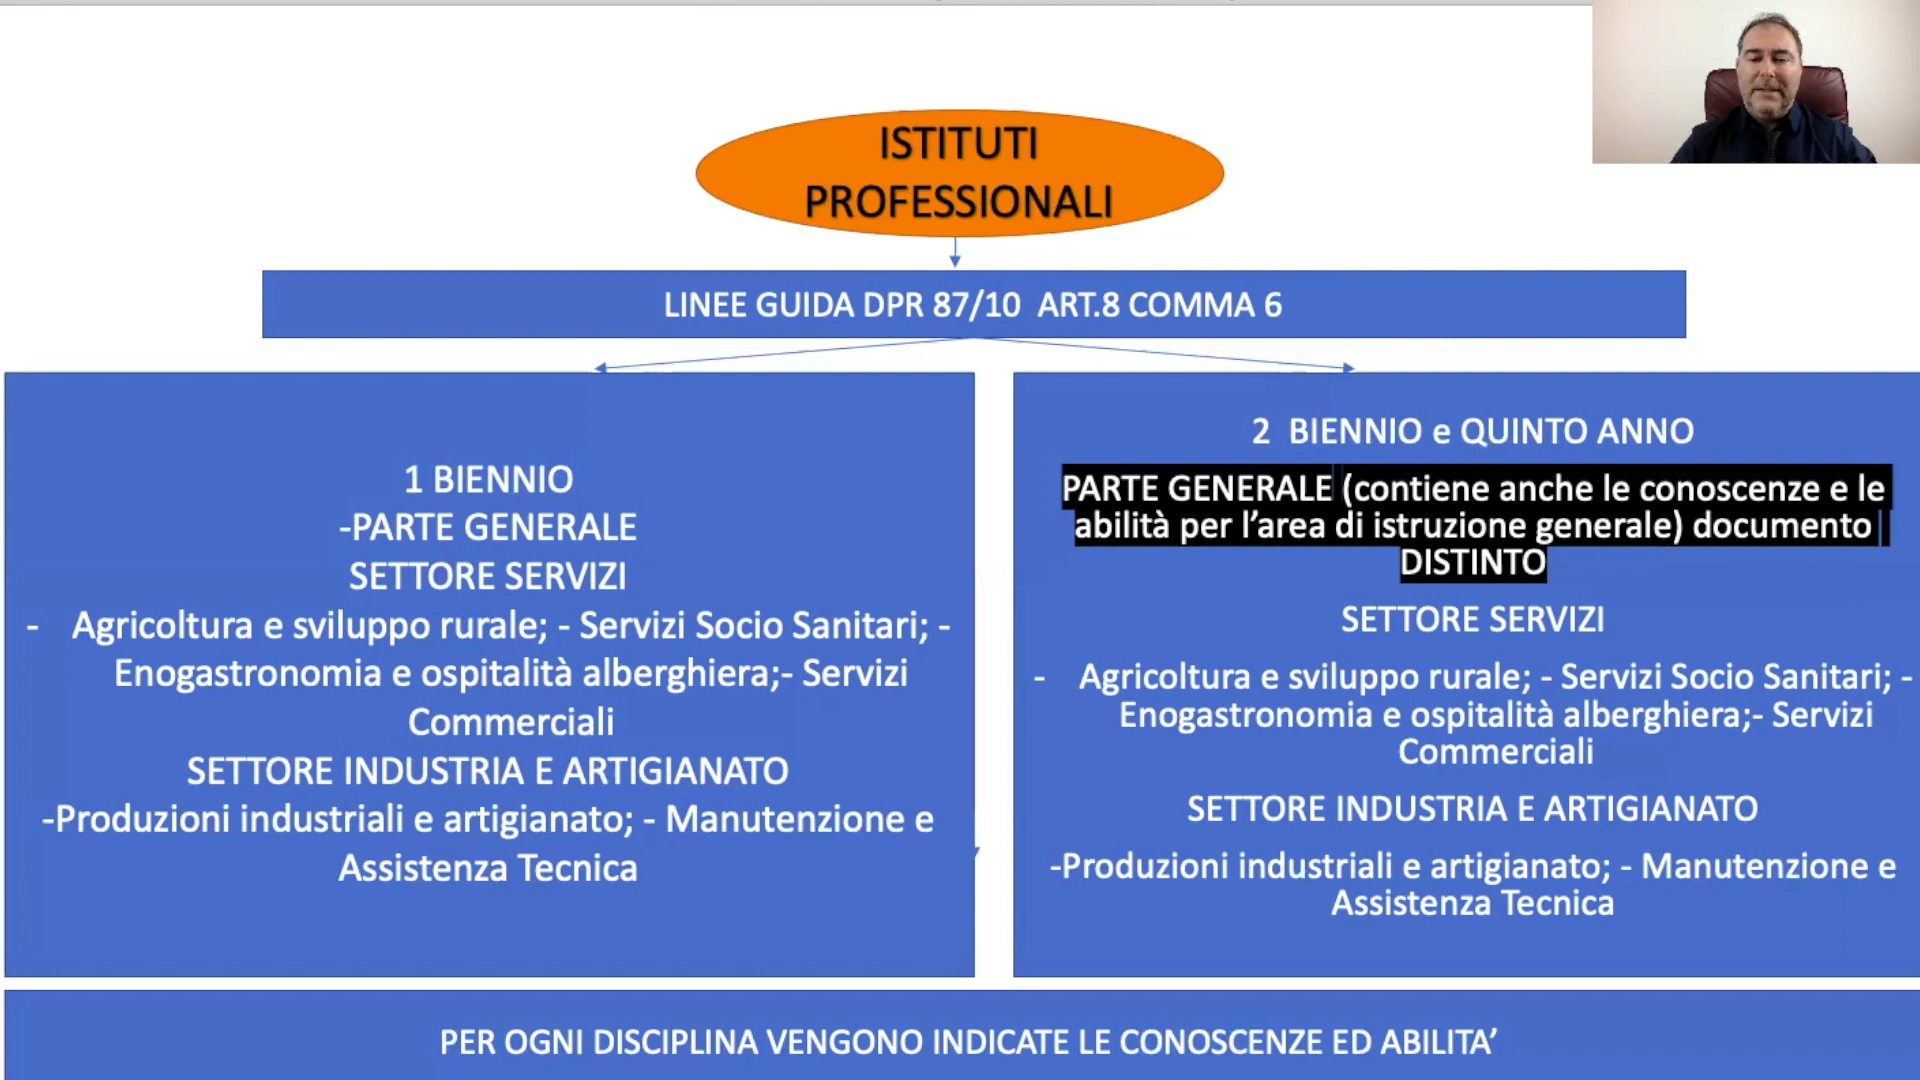 ISTITUTI
PROFESSIONALI
LINEE GUIDA DPR 87/10 ART.8 COMMA 6
1 BIENNIO
-PARTE GENERALE
SETTORE SERVIZI
- Agricoltura e sviluppo rurale; - Servizi Socio Sanitari; -
Enogastronomia e ospitalità alberghiera;- Servizi
Commerciali
SETTORE INDUSTRIA E ARTIGIANATO
-Produzioni industriali e artigianato; - Manutenzione e
Assistenza Tecnica
2 BIENNIO e QUINTO ANNO
PARTE GENERALE (contiene anche le conoscenze e le
abilità per l’area di istruzione generale) documento
DISTINTO
SETTORE SERVIZI
- Agricoltura e sviluppo rurale; - Servizi Socio Sanitari; -
Enogastronomia e ospitalità alberghiera;- Servizi
Commerciali
SETTORE INDUSTRIA E ARTIGIANATO
-Produzioni industriali e artigianato; - Manutenzione e
Assistenza Tecnica
PER OGNI DISCIPLINA VENGONO INDICATE LE CONOSCENZE ED ABILITA’